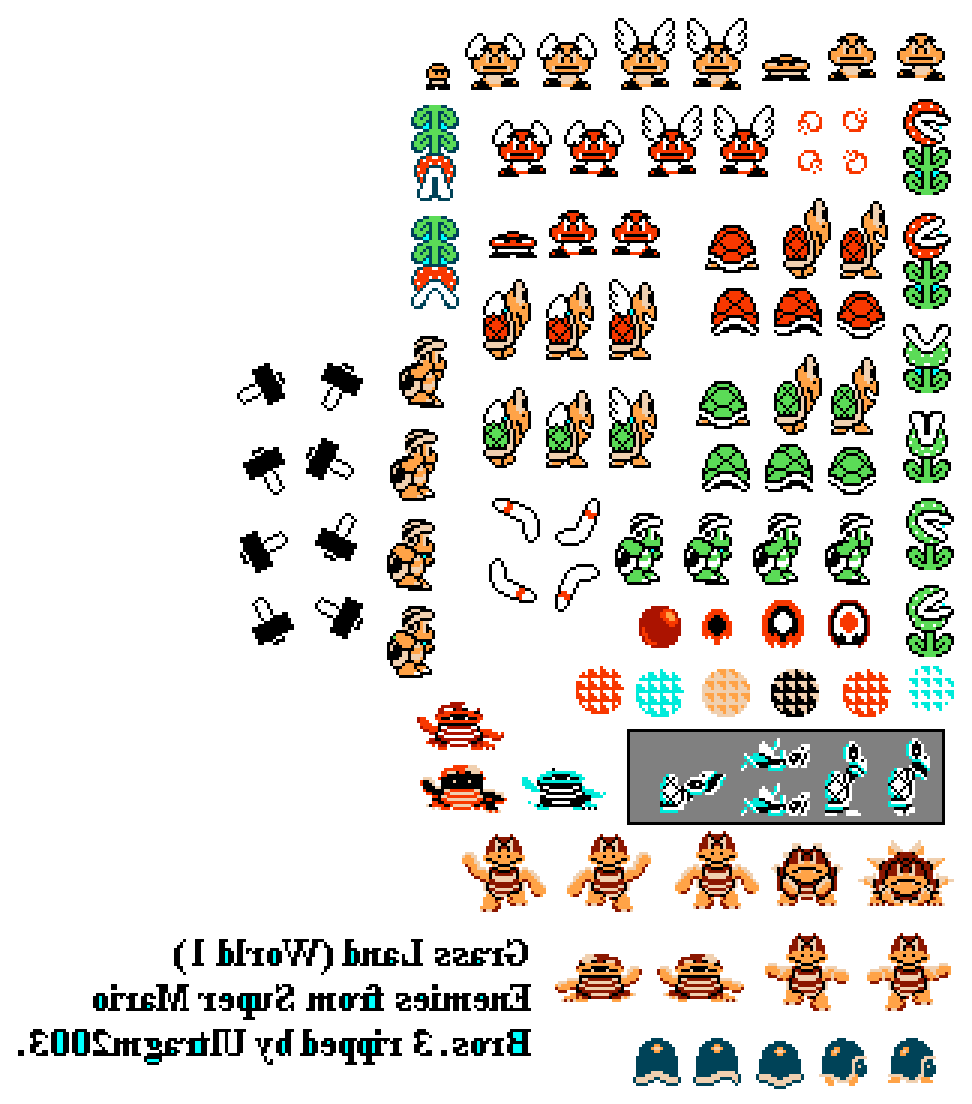 Grass Land (World 1)
Enemies from Super Mario
Bros. 3 ripped by Ultragm2003.